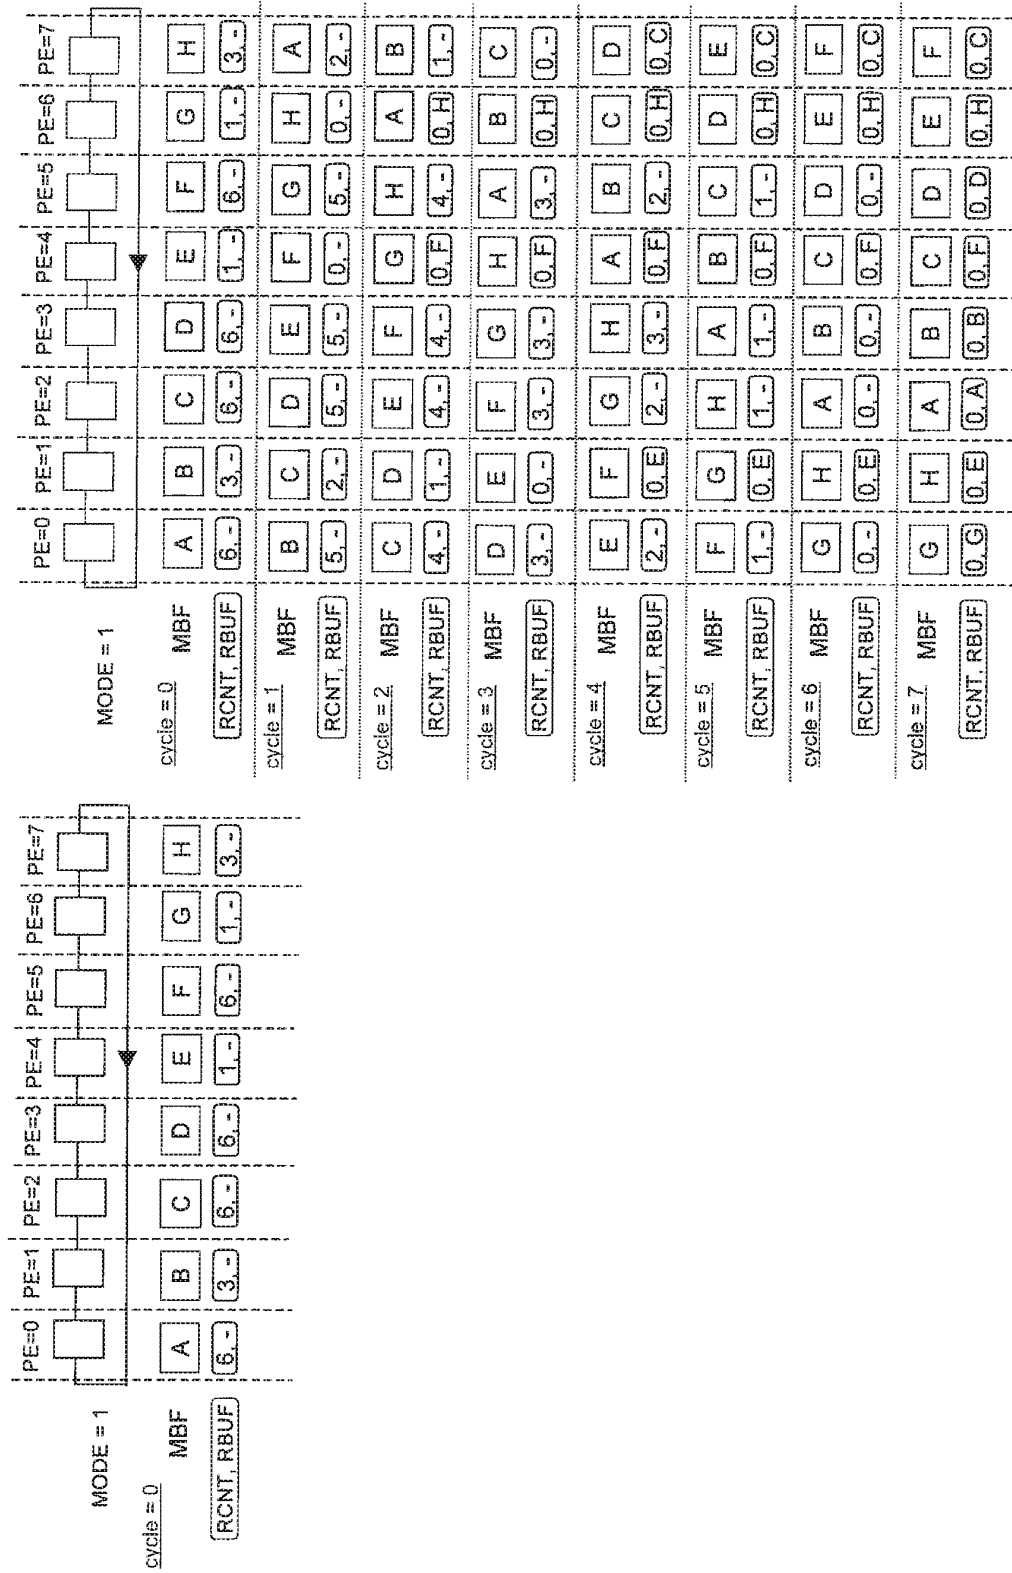 PE=0 PE=1 PE=2 PE=3 PE=4 PE=5 PE=6 PE=7
MODE = 1
cycle = 0
MBF A B C D E F G H
RCNT, RBUF 6, - 3, - 6, - 6, - 1, - 6, - 1, - 3, -
PE=0 PE=1 PE=2 PE=3 PE=4 PE=5 PE=6 PE=7
MODE = 1
cycle = 0
MBF A B C D E F G H
RCNT, RBUF 6, - 3, - 6, - 6, - 1, - 6, - 1, - 3, -
cycle = 1
MBF B C D E F G H A
RCNT, RBUF 5, - 2, - 5, - 5, - 0, - 5, - 0, - 2, -
cycle = 2
MBF C D E F G H A B
RCNT, RBUF 4, - 1, - 4, - 4, - 0, F 4, - 0, H 1, -
cycle = 3
MBF D E F G H A B C
RCNT, RBUF 3, - 0, - 3, - 3, - 0, F 3, - 0, H 0, -
cycle = 4
MBF E F G H A B C D
RCNT, RBUF 2, - 0, E 2, - 3, - 0, F 2, - 0, H 0, C
cycle = 5
MBF F G H A B C D E
RCNT, RBUF 1, - 0, E 1, - 1, - 0, F 1, - 0, H 0, C
cycle = 6
MBF G H A B C D E F
RCNT, RBUF 0, - 0, E 0, - 0, - 0, F 0, - 0, H 0, C
cycle = 7
MBF G H A B C D E F
RCNT, RBUF 0, G 0, E 0, A 0, B 0, F 0, D 0, H 0, C